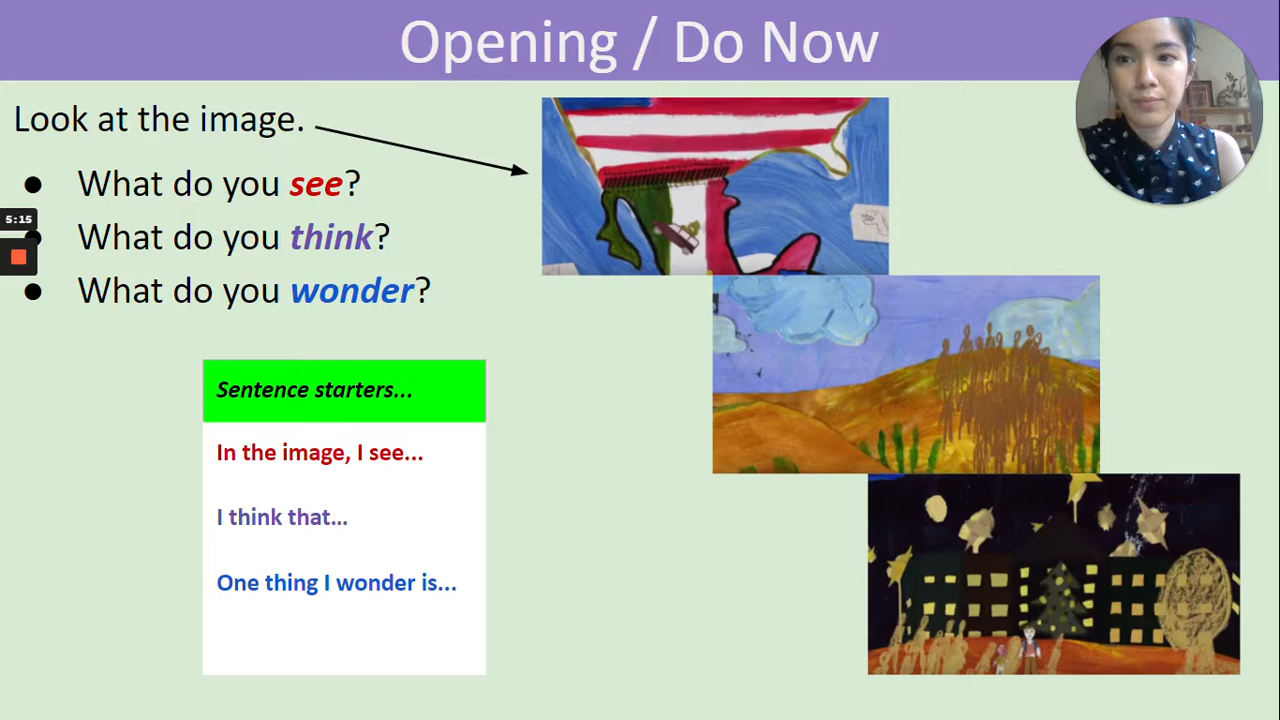 Opening / Do Now
Look at the image.
● What do you see?
5:15
● What do you think?
● What do you wonder?
Sentence starters...
In the image, I see...
I think that...
One thing I wonder is...